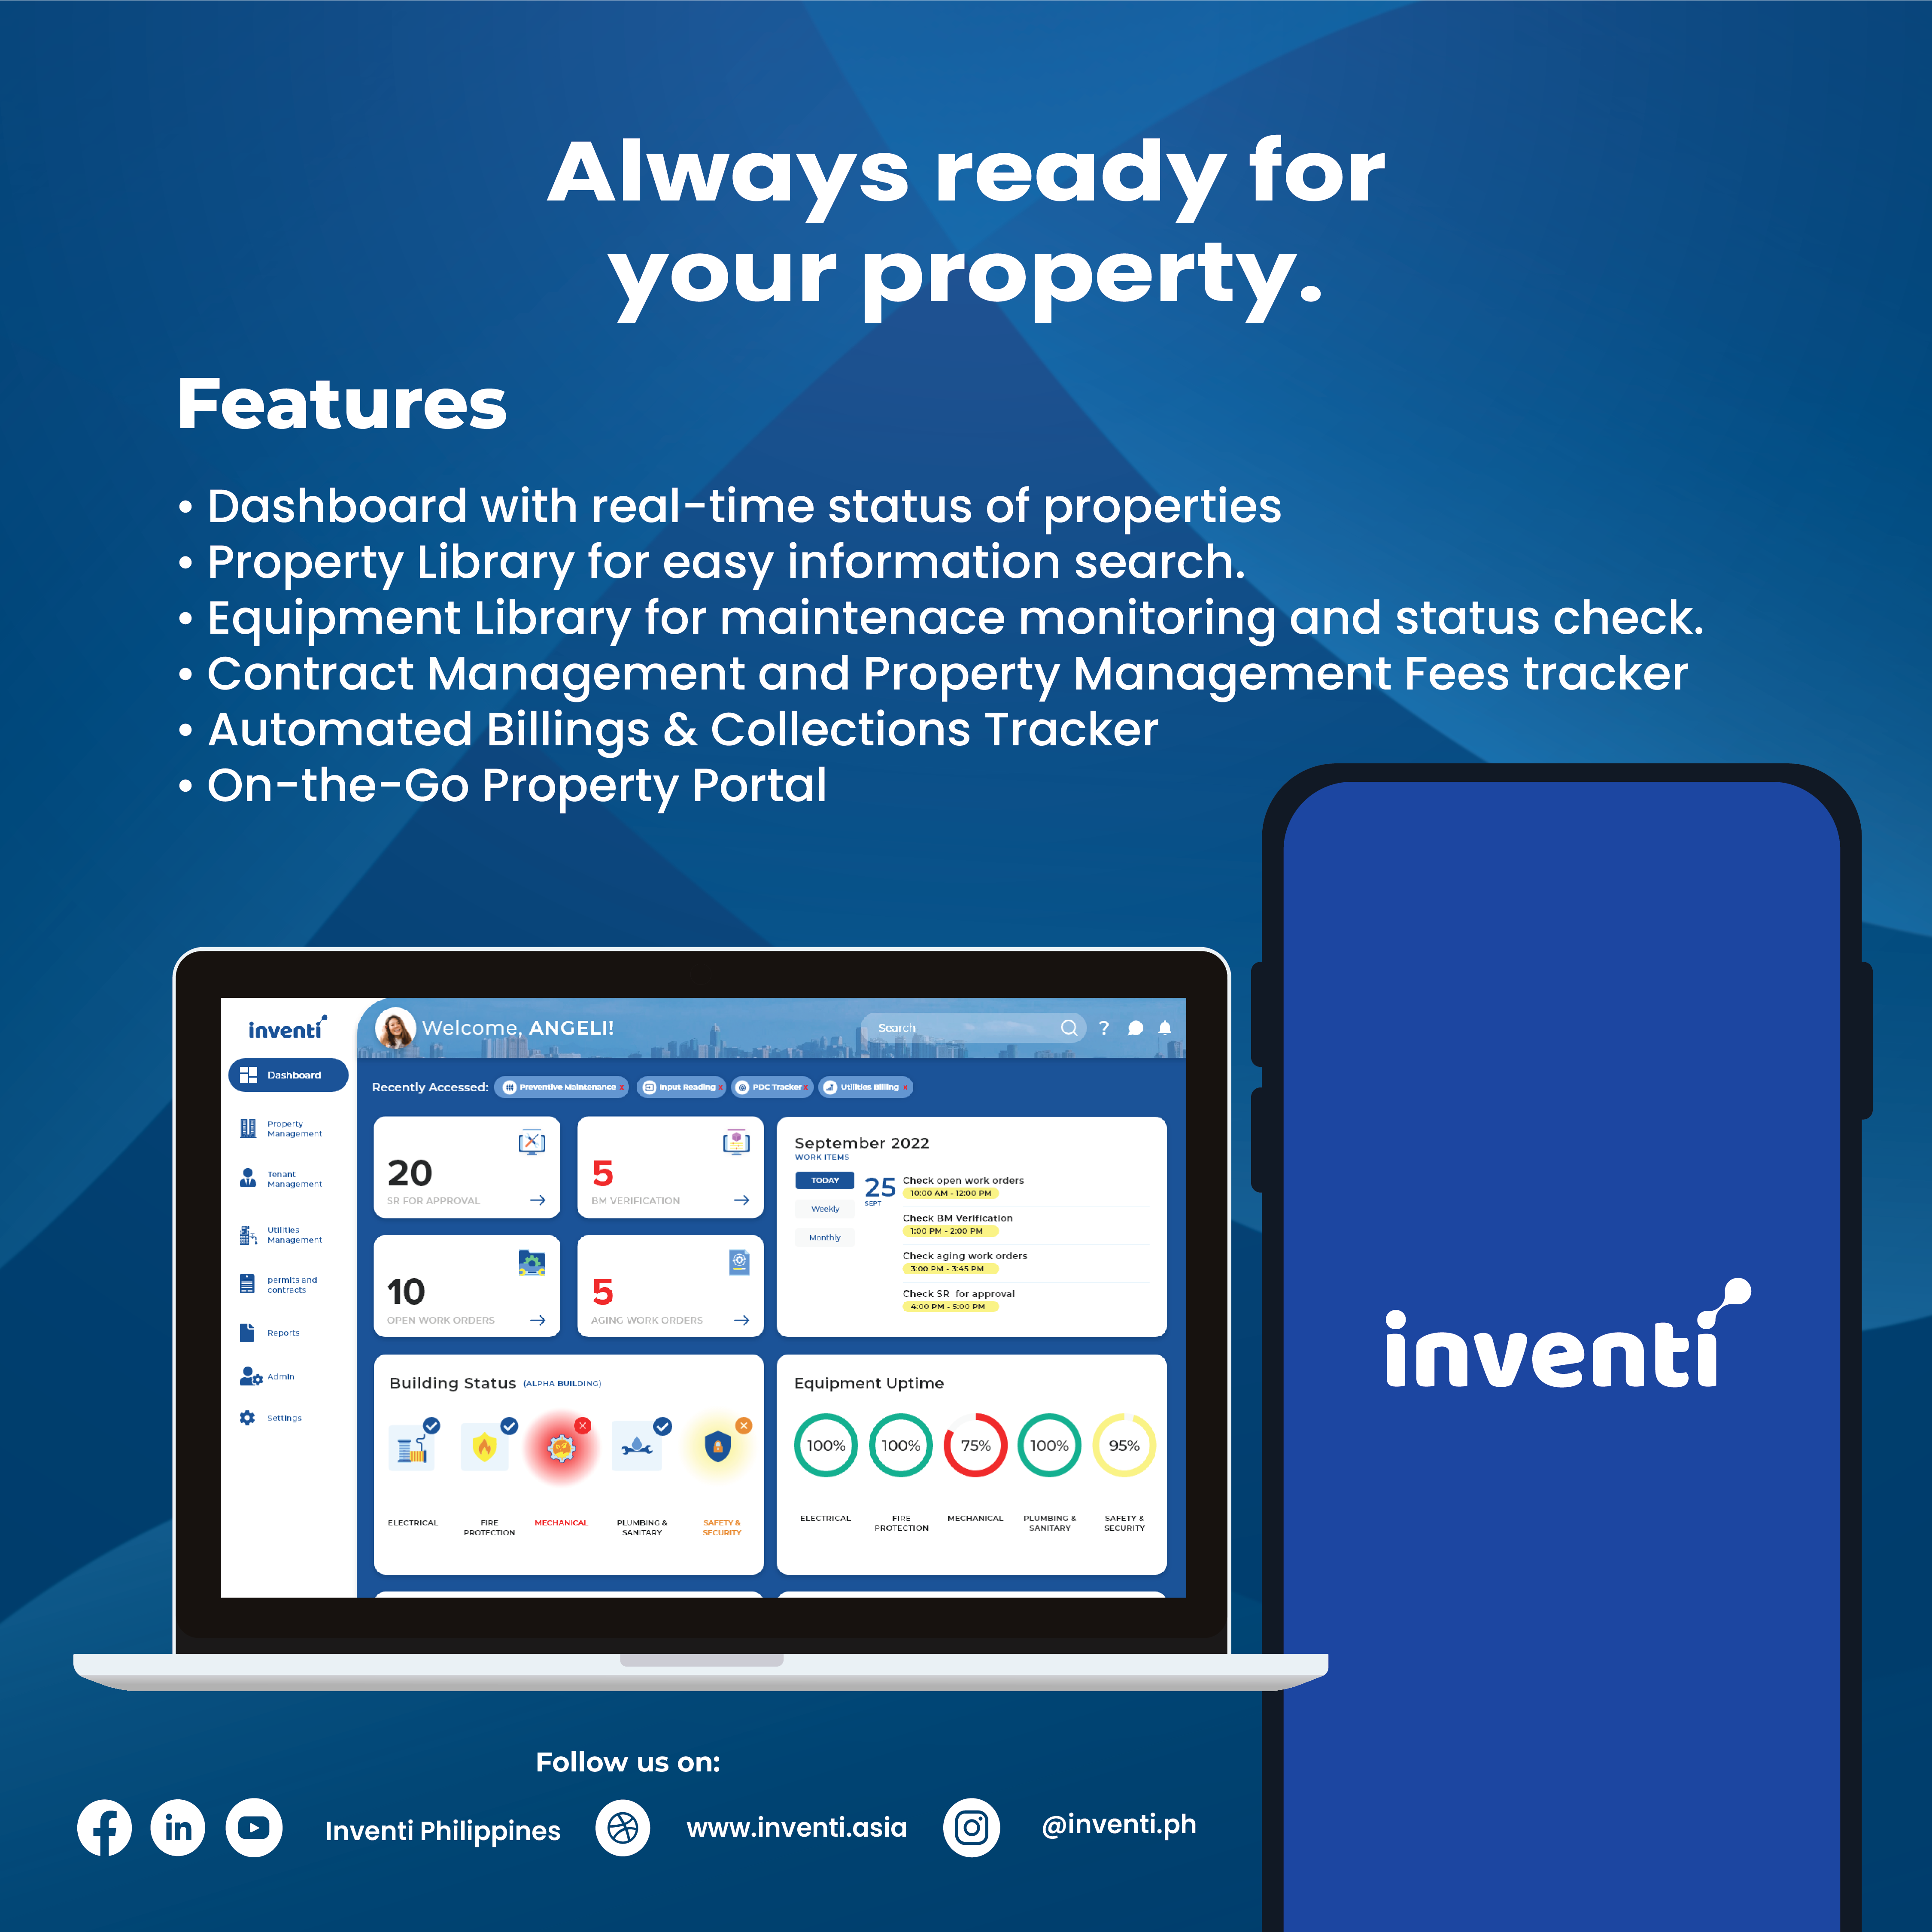 Always ready for
your property.
Features
• Dashboard with real-time status of properties
• Property Library for easy information search.
• Equipment Library for maintenace monitoring and status check.
• Contract Management and Property Management Fees tracker
• Automated Billings & Collections Tracker
• On-the-Go Property Portal
inventi
Dashboard
Property
Management
Tenant
Management
Utilities
Management
permits and
contracts
Reports
Admin
Settings
Welcome, ANGELI!
Search
?
Recently Accessed:
Preventive Maintenance x
Input Reading x
PDC Tracker x
Utilities Billing x
20
SR FOR APPROVAL
5
BM VERIFICATION
10
OPEN WORK ORDERS
5
AGING WORK ORDERS
September 2022
WORK ITEMS
TODAY
Weekly
Monthly
25
SEPT
Check open work orders
10:00 AM - 12:00 PM
Check BM Verification
1:00 PM - 2:00 PM
Check aging work orders
3:00 PM - 3:45 PM
Check SR for approval
4:00 PM - 5:00 PM
Building Status (ALPHA BUILDING)
ELECTRICAL
FIRE
PROTECTION
MECHANICAL
PLUMBING &
SANITARY
SAFETY &
SECURITY
Equipment Uptime
100%
100%
75%
100%
95%
ELECTRICAL
FIRE
PROTECTION
MECHANICAL
PLUMBING &
SANITARY
SAFETY &
SECURITY
inventi
Follow us on:
Inventi Philippines
www.inventi.asia
@inventi.ph